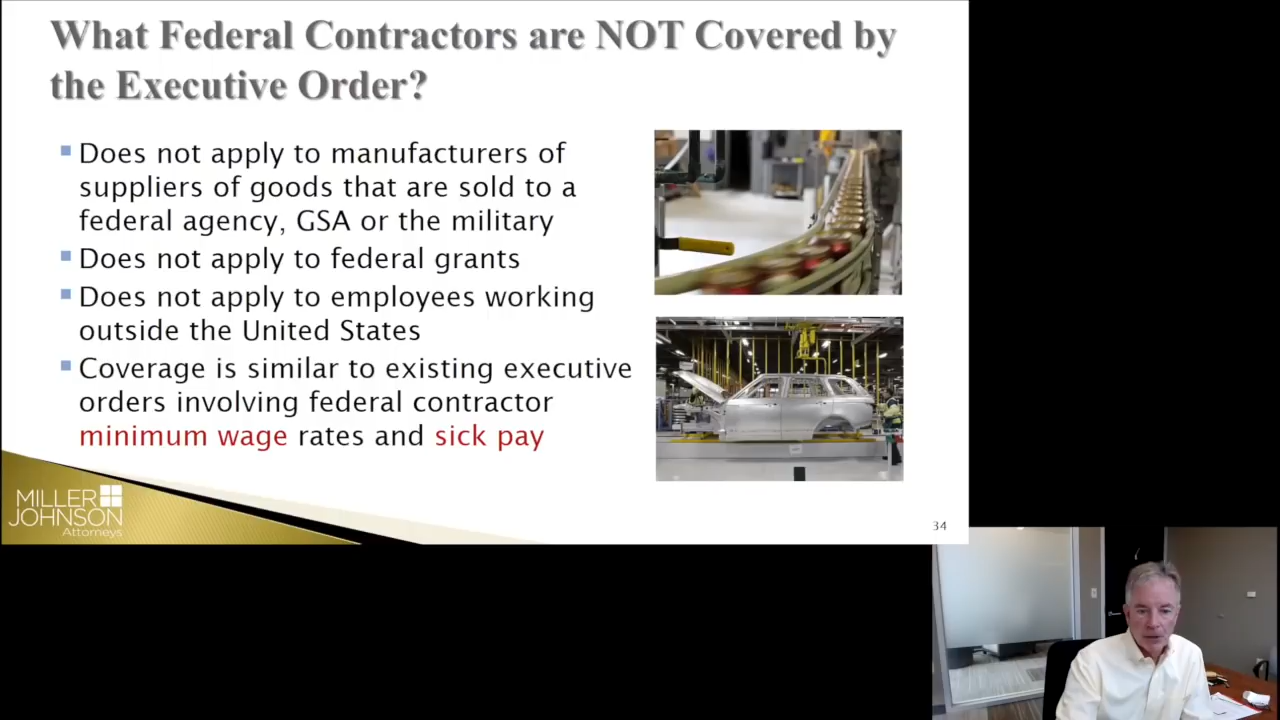 What Federal Contractors are NOT Covered by
the Executive Order?
Does not apply to manufacturers of
suppliers of goods that are sold to a
federal agency, GSA or the military
Does not apply to federal grants
Does not apply to employees working
outside the United States
Coverage is similar to existing executive
orders involving federal contractor
minimum wage rates and sick pay
MILLER
JOHNSON
Attorneys
34